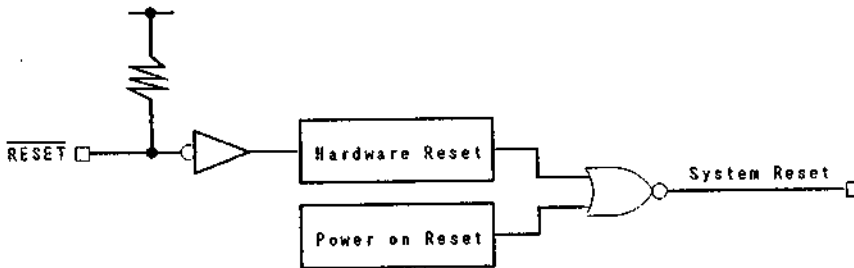 RESET
Hardware Reset
System Reset
Power on Reset